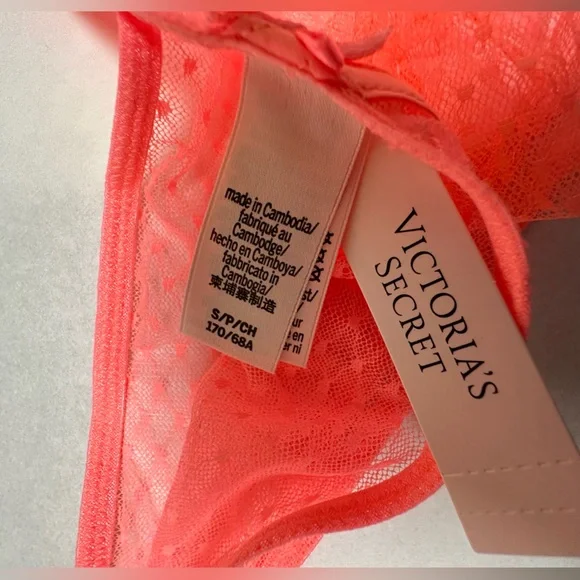 made in Cambodia/
fabriqué au
Cambodge/
hecho en Camboya/
fabbricato in
Cambogia/
柬埔寨制造
S/P/CH
170/68A
VICTORIA'S
SECRET